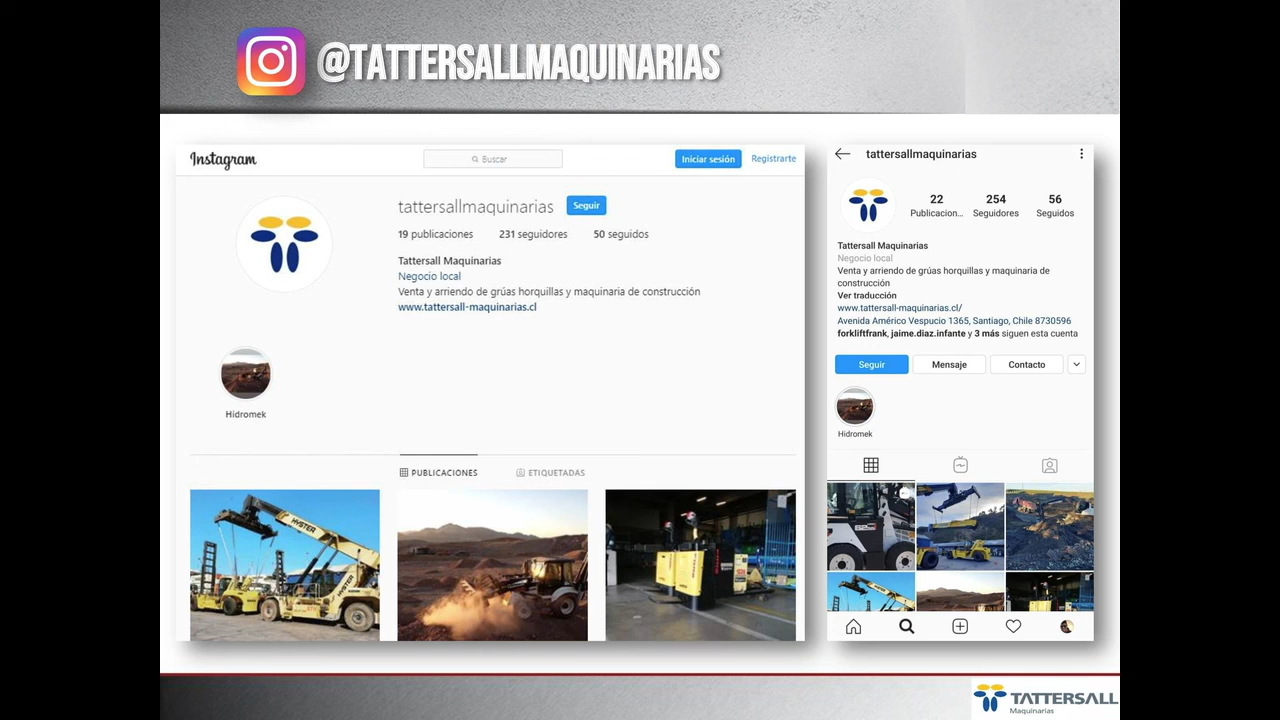 @TATTERSALLMAQUINARIAS
Instagram
Buscar
Iniciar sesión
Registrarte
tattersallmaquinarias
Seguir
19 publicaciones 231 seguidores 50 seguidos
Tattersall Maquinarias
Negocio local
Venta y arriendo de grúas horquillas y maquinaria de construcción
www.tattersall-maquinarias.cl
Hidromek
PUBLICACIONES
ETIQUETADAS
HYSTER
HYSTER
tattersallmaquinarias
22 254 56
Publicacion... Seguidores Seguidos
Tattersall Maquinarias
Negocio local
Venta y arriendo de grúas horquillas y maquinaria de
construcción
Ver traducción
www.tattersall-maquinarias.cl/
Avenida Américo Vespucio 1365, Santiago, Chile 8730596
forkliftfrank, jaime.diaz.infante y 3 más siguen esta cuenta
Seguir
Mensaje
Contacto
Hidromek
TATTERSALL
Maquinarias